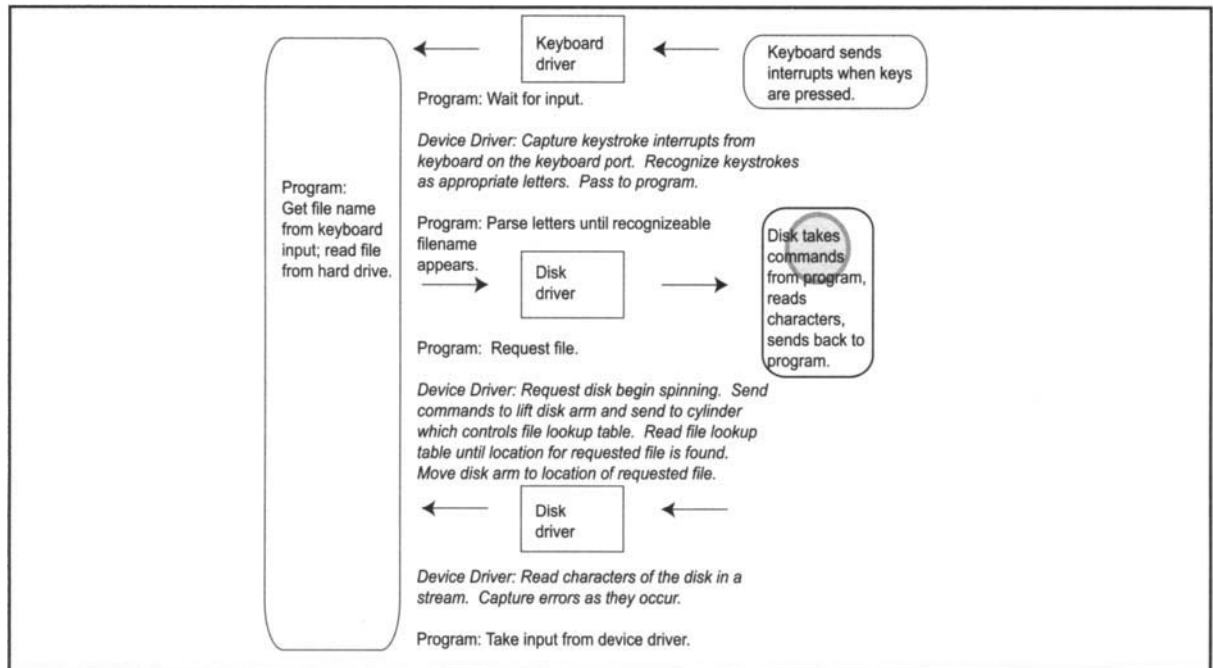 Keyboard
driver
Keyboard sends
interrupts when keys
are pressed.
Program: Wait for input.
Device Driver: Capture keystroke interrupts from
keyboard on the keyboard port. Recognize keystrokes
as appropriate letters. Pass to program.
Program:
Get file name
from keyboard
input; read file
from hard drive.
Program: Parse letters until recognizeable
filename
appears.
Disk
driver
Disk takes
commands
from program,
reads
characters,
sends back to
program.
Program: Request file.
Device Driver: Request disk begin spinning. Send
commands to lift disk arm and send to cylinder
which controls file lookup table. Read file lookup
table until location for requested file is found.
Move disk arm to location of requested file.
Disk
driver
Device Driver: Read characters of the disk in a
stream. Capture errors as they occur.
Program: Take input from device driver.